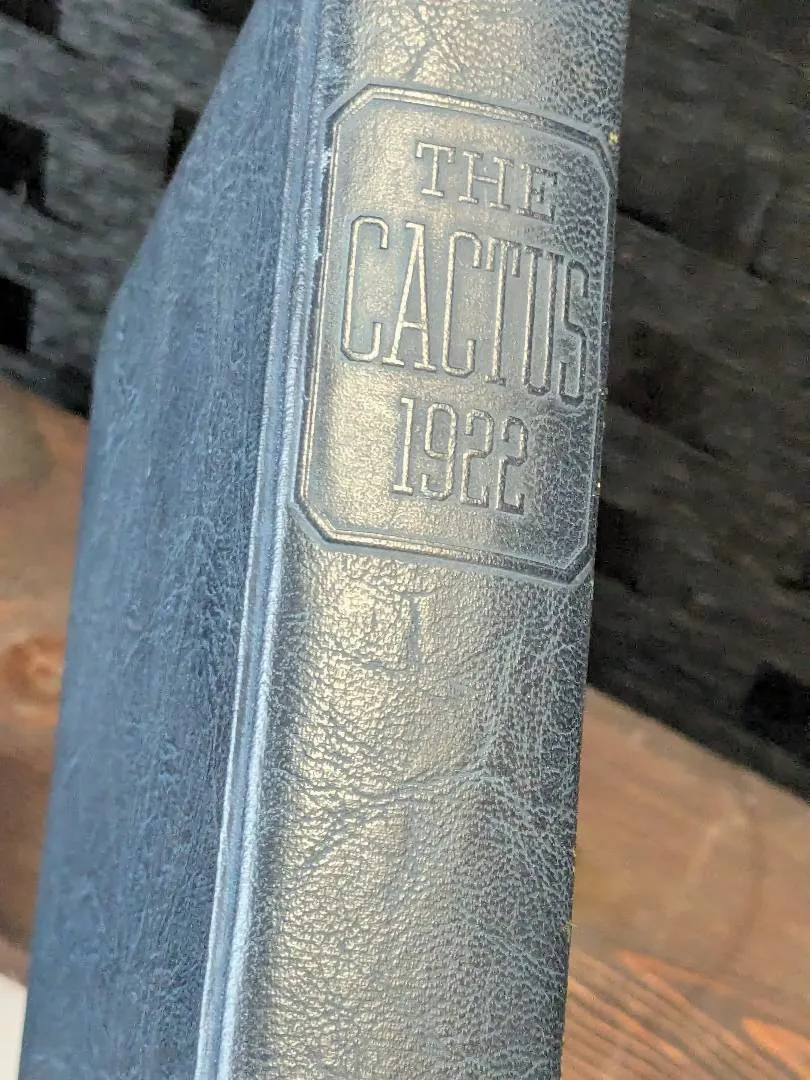 THE
CACTUS
1922